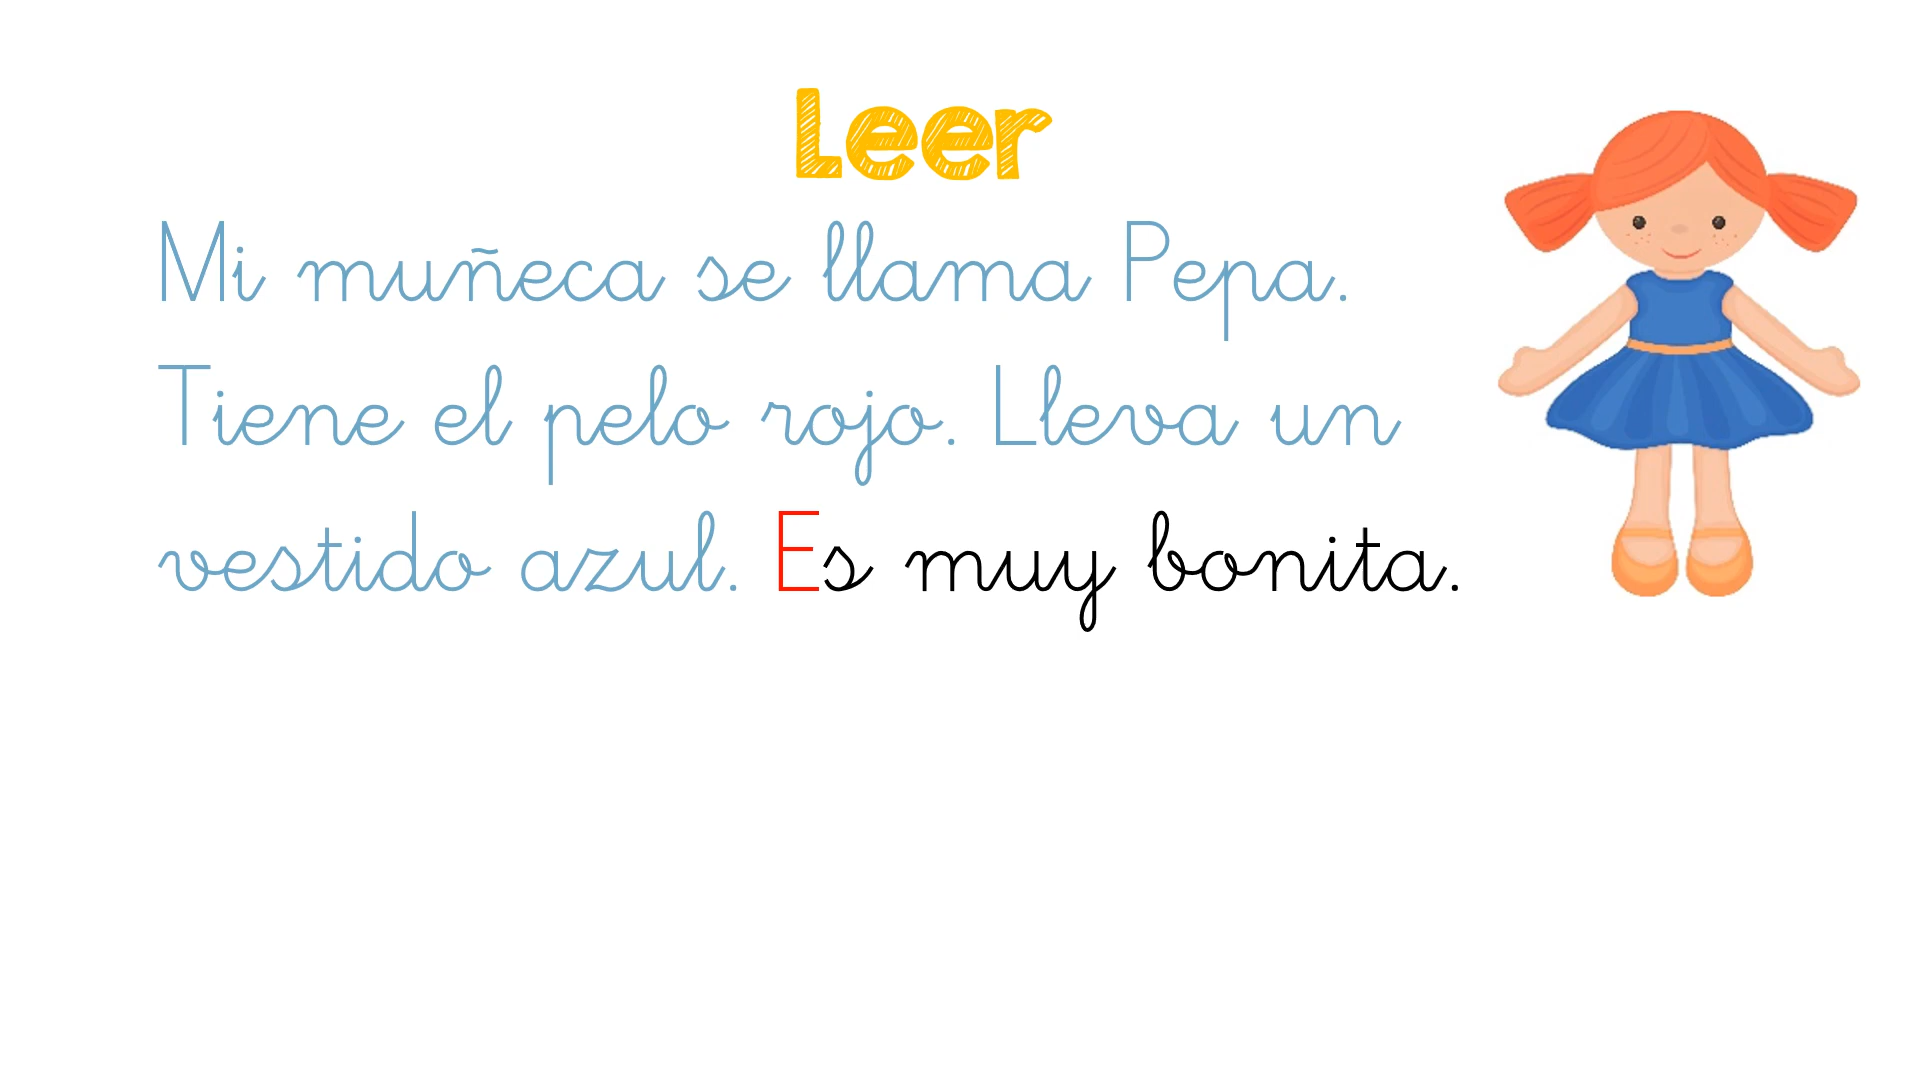 Leer
Mi muñeca se llama Pepa.
Tiene el pelo rojo. Lleva un
vestido azul. Es muy bonita.